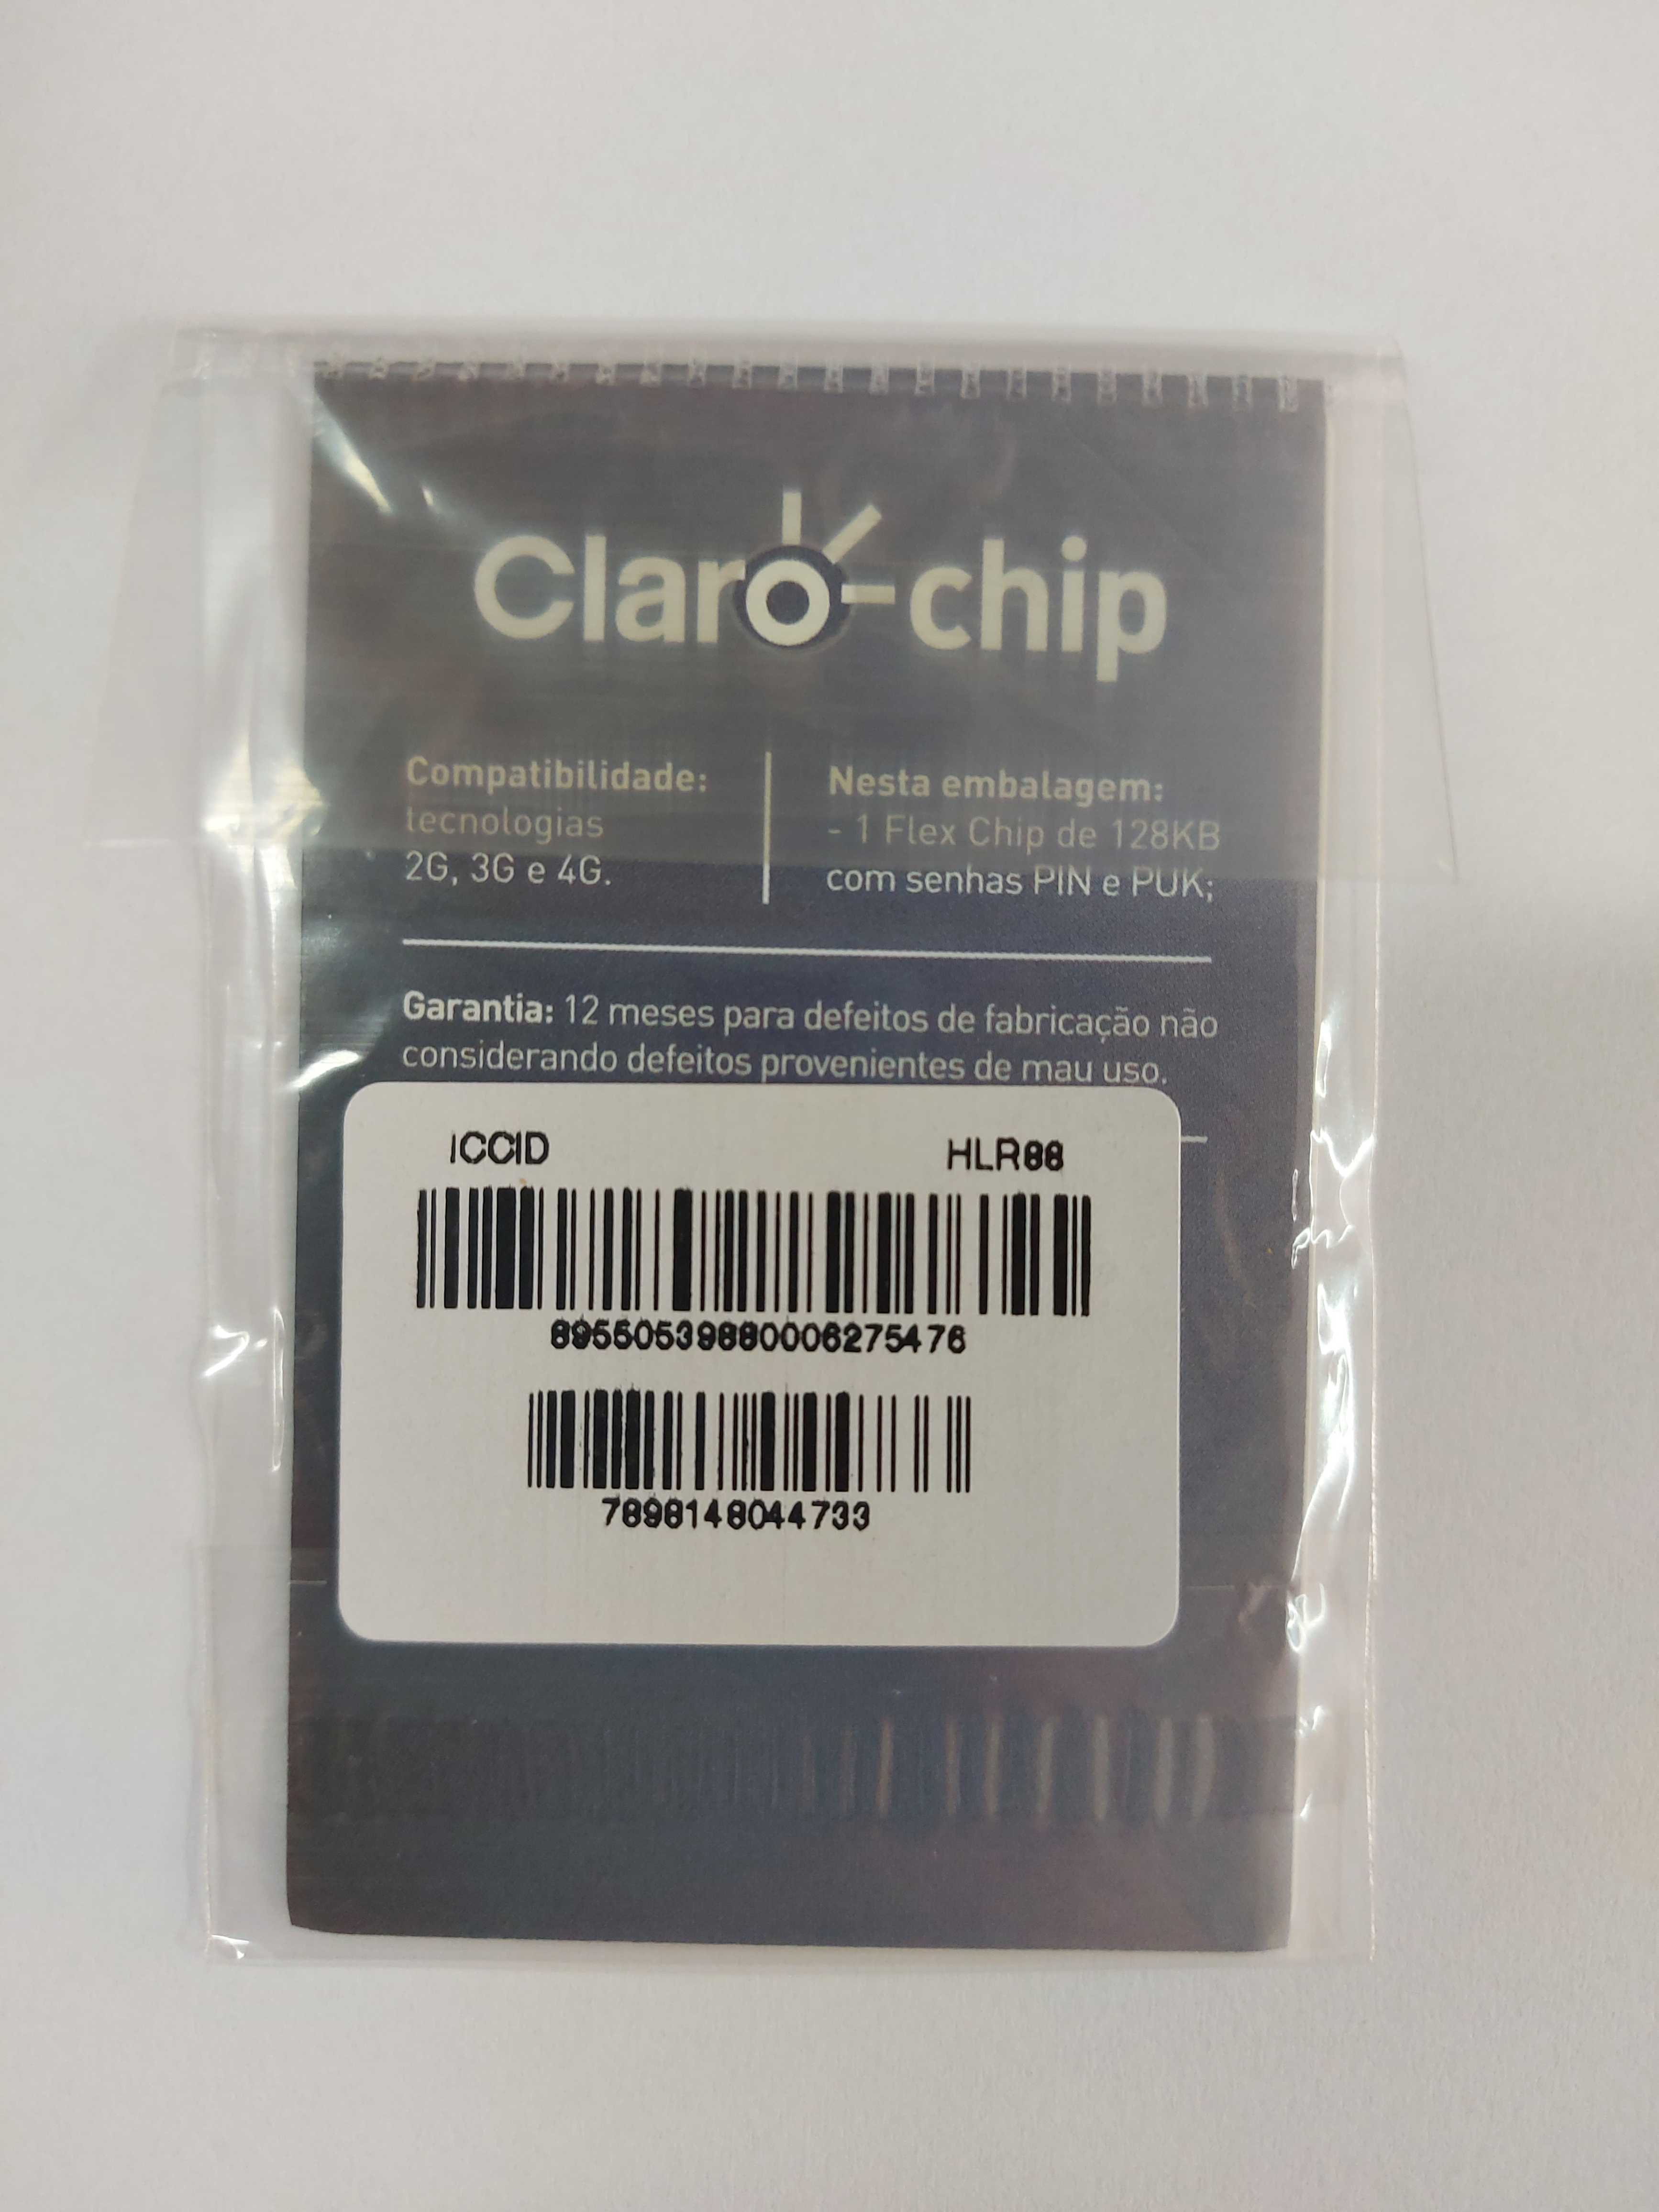 Claro-chip
Compatibilidade:
tecnologias
2G, 3G e 4G.
Nesta embalagem:
- 1 Flex Chip de 128KB
com senhas PIN e PUK;
Garantia: 12 meses para defeitos de fabricação não
considerando defeitos provenientes de mau uso.
ICCID HLR88
89550539880006275476
7898148044733